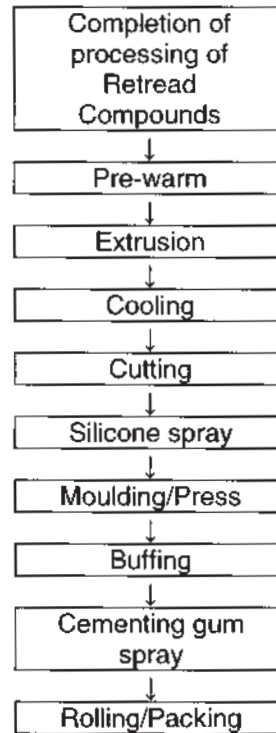 Completion of
processing of
Retread
Compounds
Pre-warm
Extrusion
Cooling
Cutting
Silicone spray
Moulding/Press
Buffing
Cementing gum
spray
Rolling/Packing